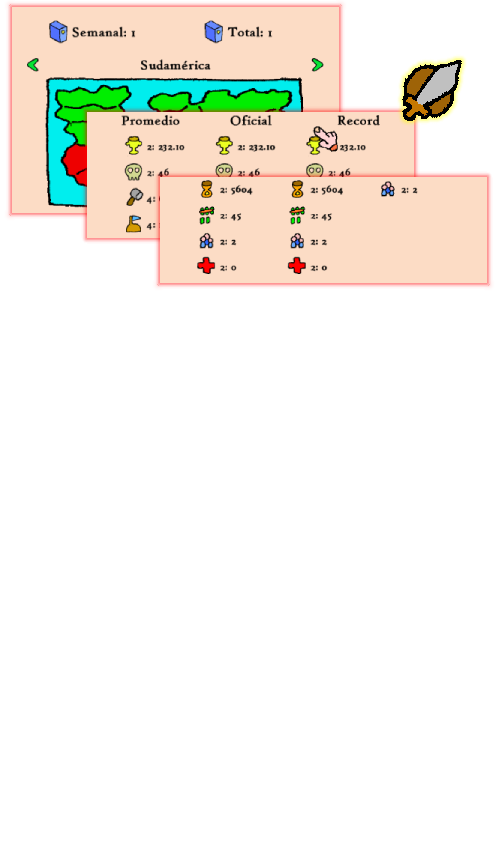 Semanal: 1 Total: 1
Sudamérica
Promedio Oficial Record
2: 232.10 2: 232.10 232.10
2: 46 2: 46 2: 46
4:
4:
2: 5604 2: 5604 2: 2
2: 45 2: 45
2: 2 2: 2
2: 0 2: 0